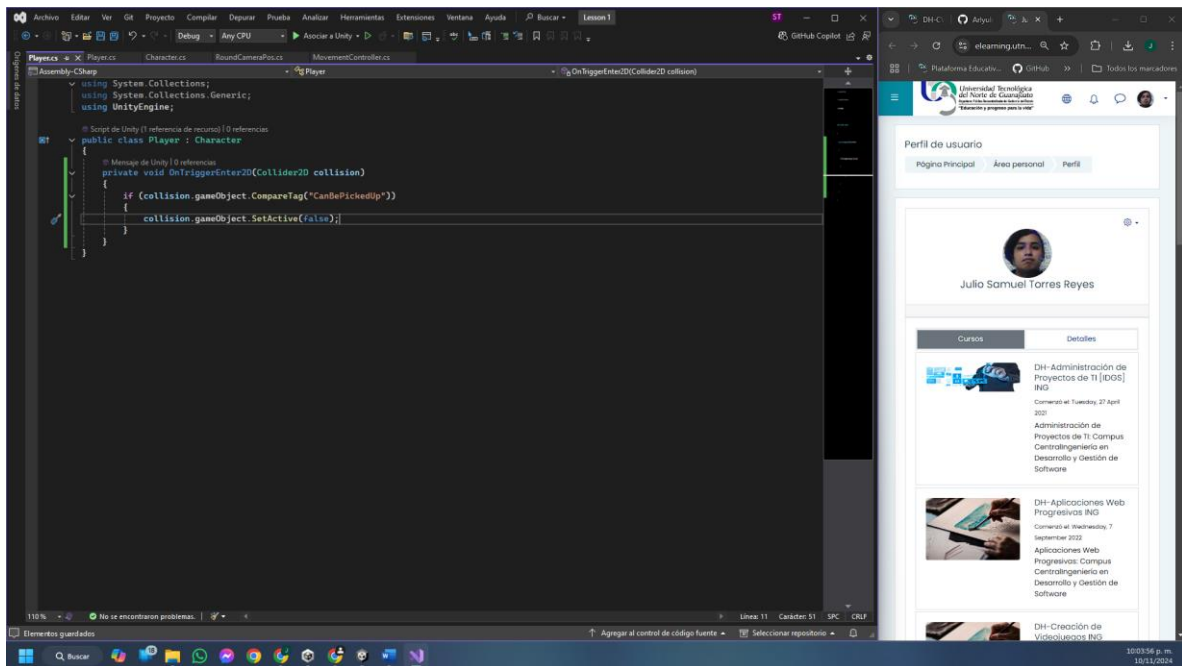 Archivo Editar Ver Git Proyecto Compilar Depurar Prueba Analizar Herramientas Extensiones Ventana Ayuda Buscar Lesson 1 ST
Debug Any CPU Asociar a Unity GitHub Copilot
Player.cs Player.cs Character.cs RoundCameraPos.cs MovementController.cs
Orígenes de datos
Assembly-CSharp Player OnTriggerEnter2D(Collider2D collision)
using System.Collections;
using System.Collections.Generic;
using UnityEngine;
Script de Unity (1 referencia de recurso) | 0 referencias
public class Player : Character
{
Mensaje de Unity | 0 referencias
private void OnTriggerEnter2D(Collider2D collision)
{
if (collision.gameObject.CompareTag("CanBePickedUp"))
{
collision.gameObject.SetActive(false);
}
}
}
110 % No se encontraron problemas. Línea: 11 Carácter: 51 SPC CRLF
Elementos guardados Agregar al control de código fuente Seleccionar repositorio
Buscar
DH-C Arlyul
elearning.utn...
Plataforma Educativ... GitHub Todos los marcadores
Universidad Tecnológica
del Norte de Guanajuato
"Educación y progreso para la vida"
Perfil de usuario
Página Principal Área personal Perfil
Julio Samuel Torres Reyes
Cursos Detalles
DH-Administración de
Proyectos de TI [IDGS]
ING
Comenzó el: Tuesday, 27 April
2021
Administración de
Proyectos de TI: Campus
CentralIngeniería en
Desarrollo y Gestión de
Software
DH-Aplicaciones Web
Progresivas ING
Comenzó el: Wednesday, 7
September 2022
Aplicaciones Web
Progresivas: Campus
CentralIngeniería en
Desarrollo y Gestión de
Software
DH-Creación de
Videojuegos ING
10:03:56 p. m.
10/11/2024